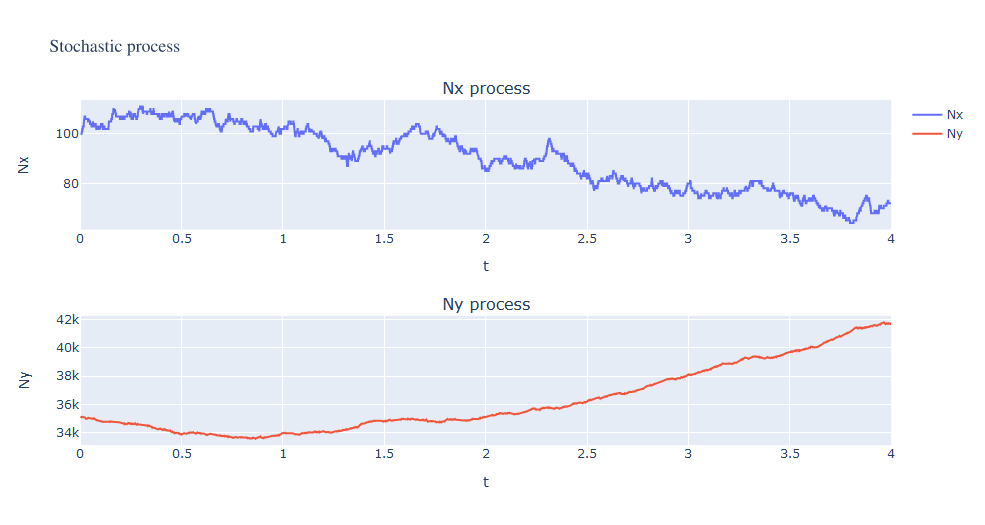 Stochastic process
Nx process
Nx
Ny
100
80
Nx
0 0.5 1 1.5 2 2.5 3 3.5 4
t
Ny process
42k
40k
38k
36k
34k
Ny
0 0.5 1 1.5 2 2.5 3 3.5 4
t